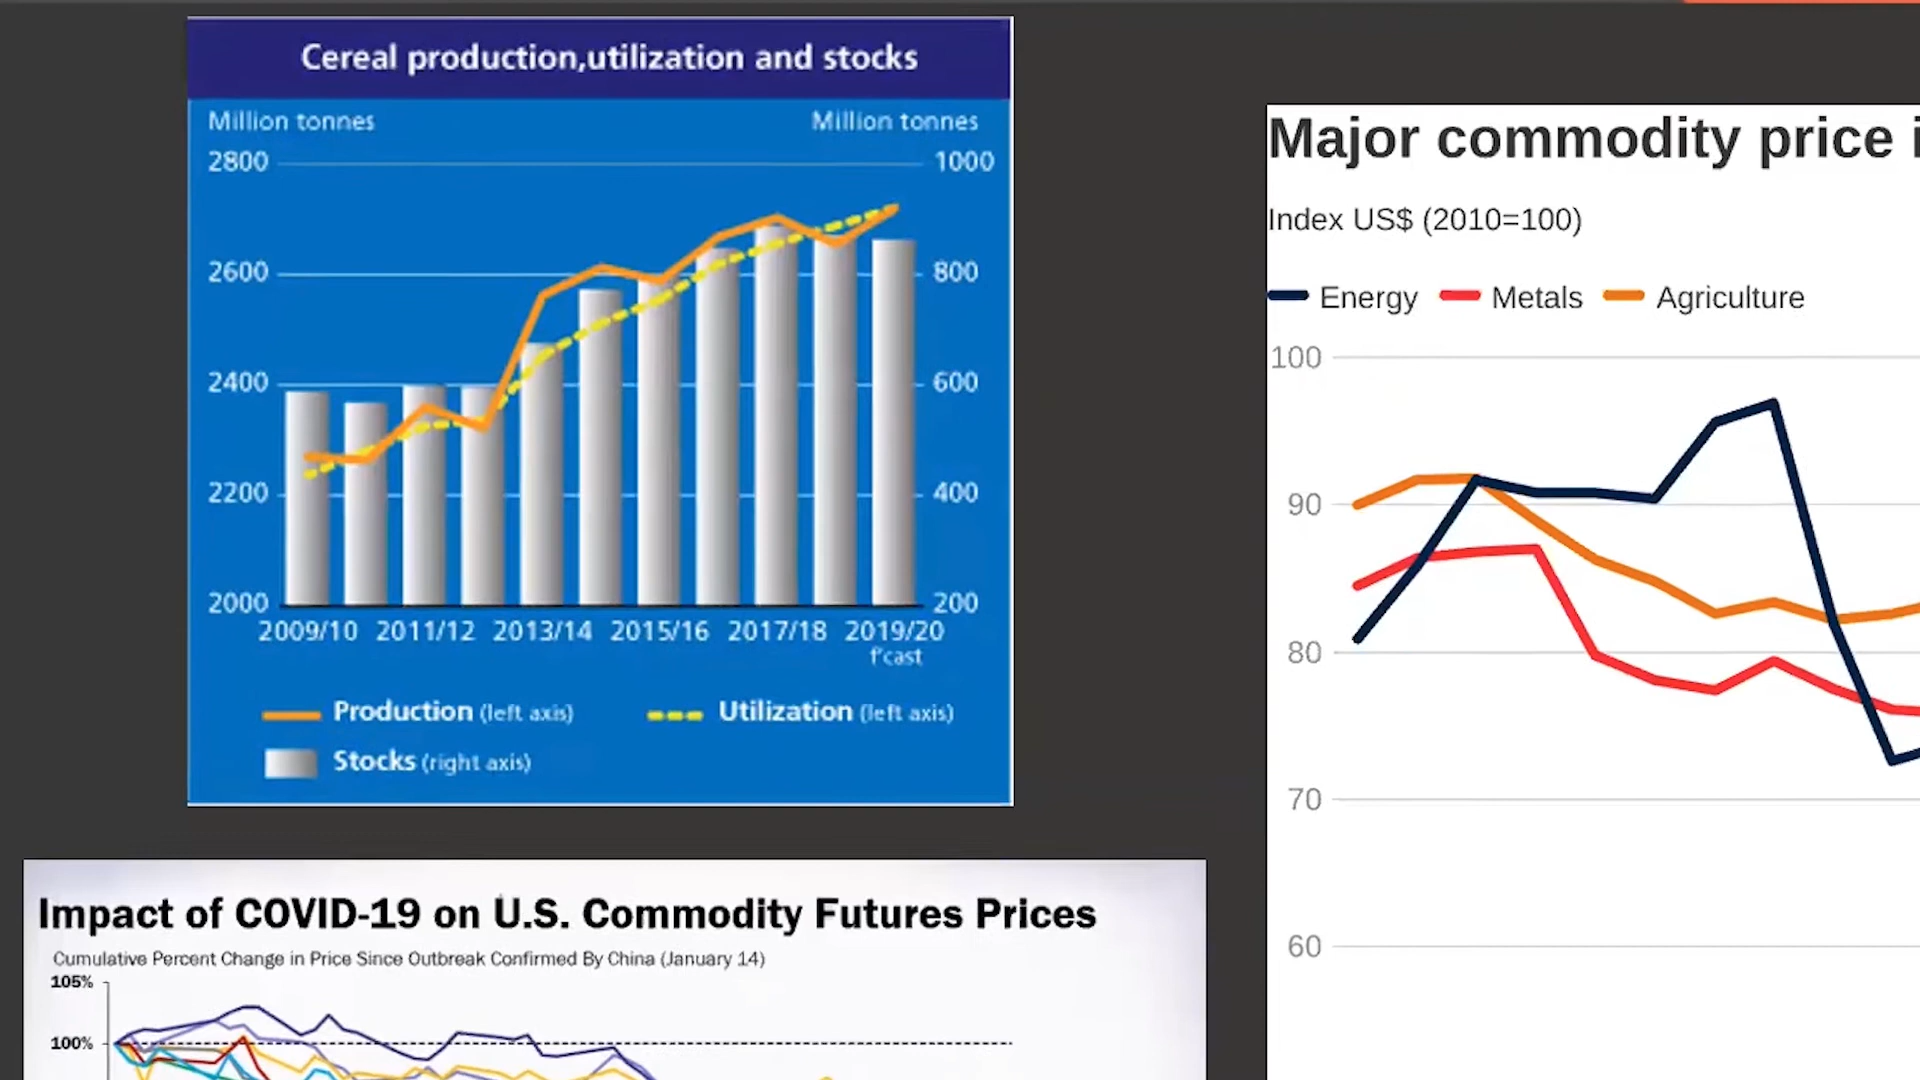 Cereal production,utilization and stocks
Million tonnes Million tonnes
2800 1000
2600 800
2400 600
2200 400
2000 200
2009/10 2011/12 2013/14 2015/16 2017/18 2019/20
f'cast
Production (left axis) Utilization (left axis)
Stocks (right axis)
Major commodity price i
Index US$ (2010=100)
Energy Metals Agriculture
100
90
80
70
60
Impact of COVID-19 on U.S. Commodity Futures Prices
Cumulative Percent Change in Price Since Outbreak Confirmed By China (January 14)
105%
100%